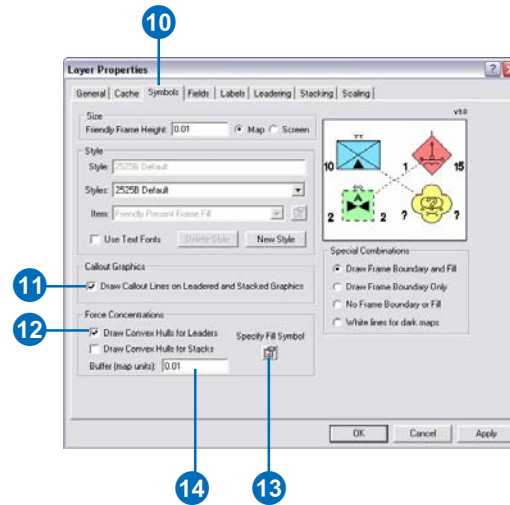 10
Layer Properties
General Cache Symbols Fields Labels Leadering Stacking Scaling
Size
Friendly Frame Height: 0.01 Map Screen
Style
Style: 2525B Default
Styles: 2525B Default
Item: Friendly Present Frame Fill
Use Text Fonts Delete Style New Style
Callout Graphics
11
Draw Callout Lines on Leadered and Stacked Graphics
Force Concentrations
12
Draw Convex Hulls for Leaders
Draw Convex Hulls for Stacks
Specify Fill Symbol
Buffer (map units): 0.01
10 1 15
2 2 ? ?
Special Combinations
Draw Frame Boundary and Fill
Draw Frame Boundary Only
No Frame Boundary or Fill
White lines for dark maps
OK Cancel Apply
14 13